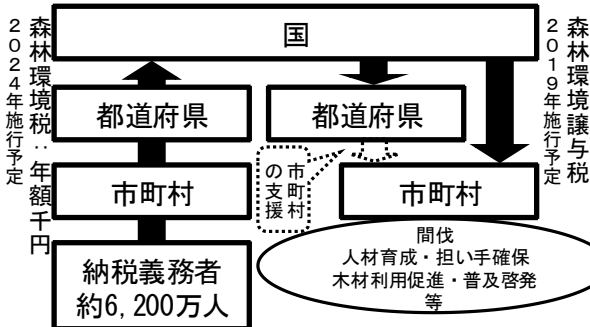 国
森林環境税：年額千円
2024年施行予定
都道府県
市町村
納税義務者
約6,200万人
都道府県
市町村
の支援
市町村
間伐
人材育成・担い手確保
木材利用促進・普及啓発
等
森林環境譲与税
2019年施行予定